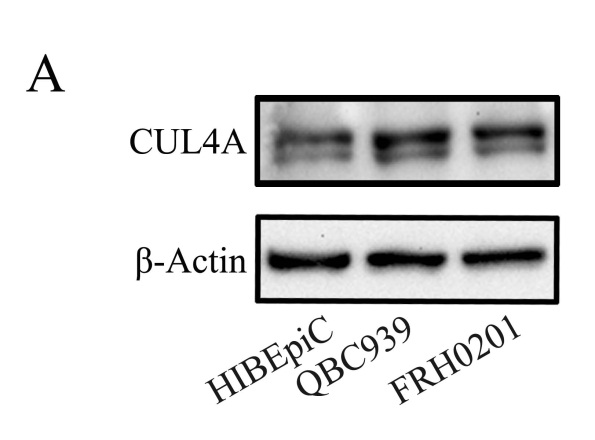 A
CUL4A
β-Actin
HIBEpiC
QBC939
FRH0201